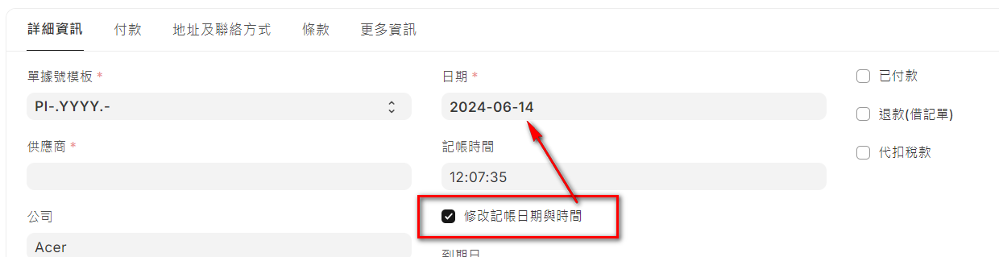 詳細資訊 付款 地址及聯絡方式 條款 更多資訊
單據號模板 *
PI-.YYYY.-
供應商 *
公司
Acer
日期 *
2024-06-14
記帳時間
12:07:35
修改記帳日期與時間
到期日
已付款
退款(借記單)
代扣稅款